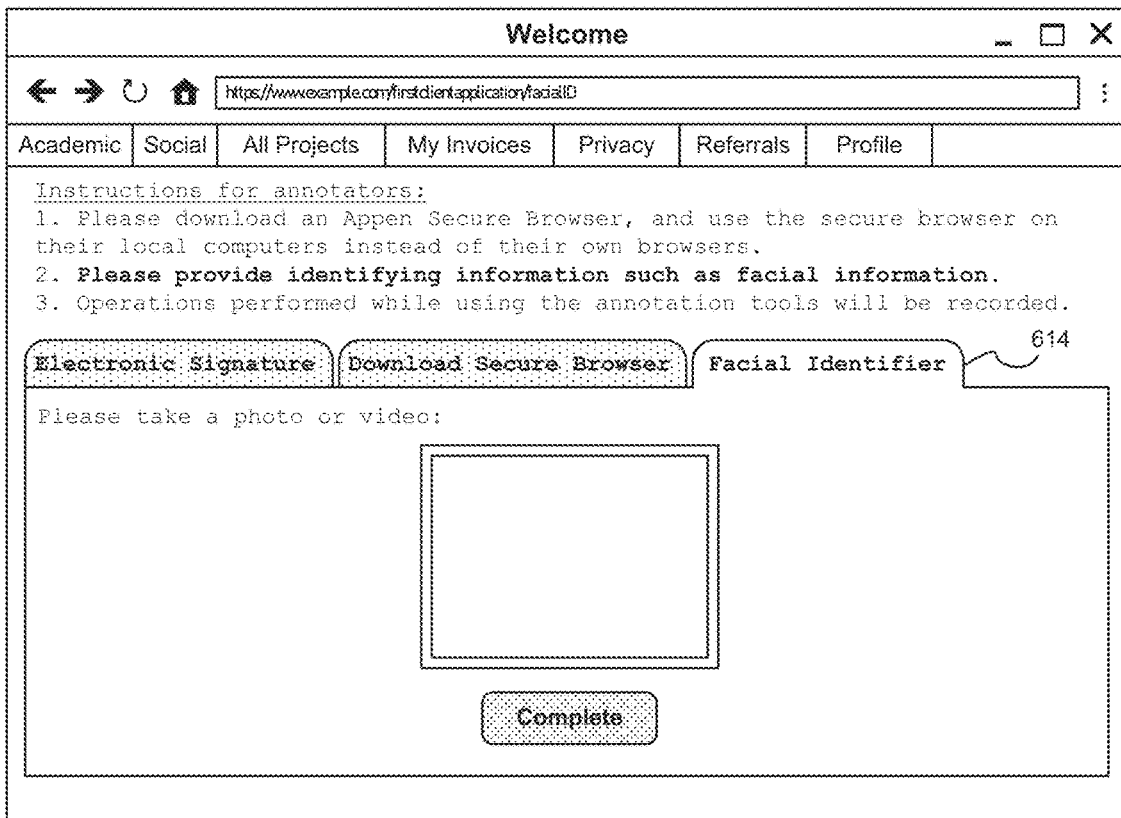 Welcome
https://www.example.com/firstclientapplication/facialID
Academic Social All Projects My Invoices Privacy Referrals Profile
Instructions for annotators:
1. Please download an Appen Secure Browser, and use the secure browser on
their local computers instead of their own browsers.
2. Please provide identifying information such as facial information.
3. Operations performed while using the annotation tools will be recorded.
614
Electronic Signature Download Secure Browser Facial Identifier
Please take a photo or video:
Complete